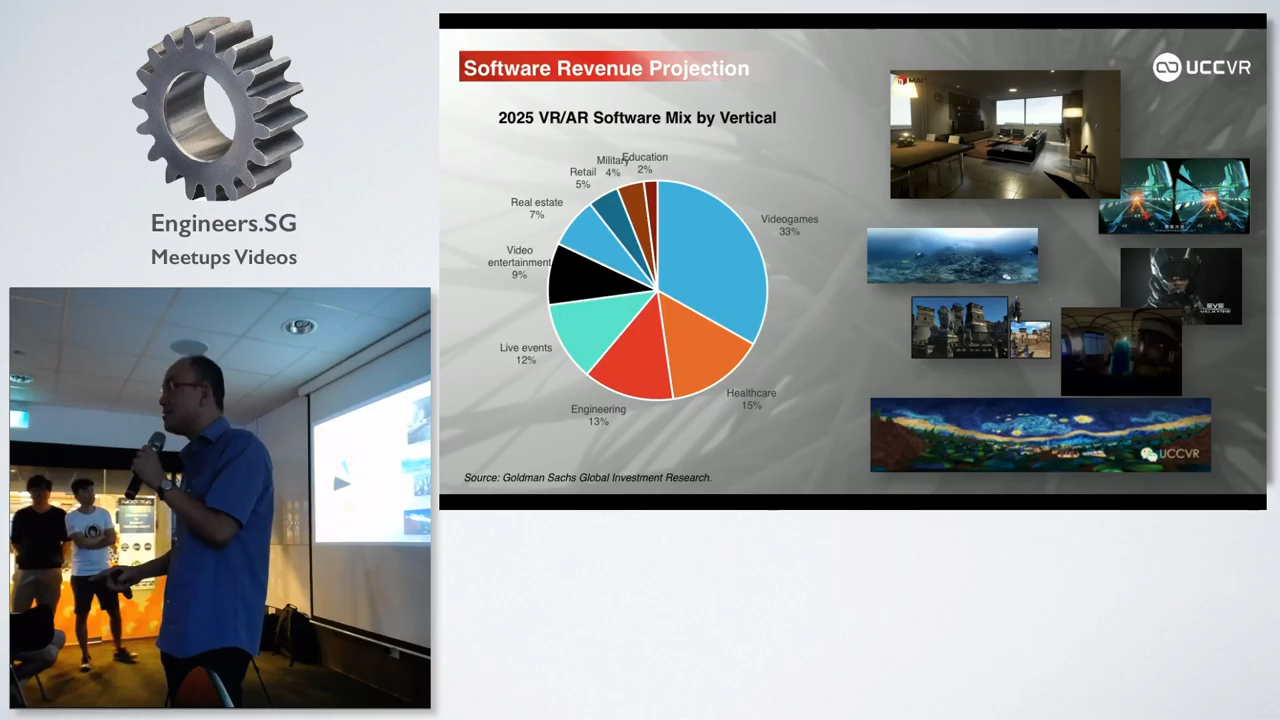 Engineers.SG
Meetups Videos
Software Revenue Projection
UCCVR
2025 VR/AR Software Mix by Vertical
Education
2%
Military
4%
Retail
5%
Real estate
7%
Video
entertainment
9%
Live events
12%
Engineering
13%
Healthcare
15%
Videogames
33%
EVE
VALKYRIE
UCCVR
Source: Goldman Sachs Global Investment Research.